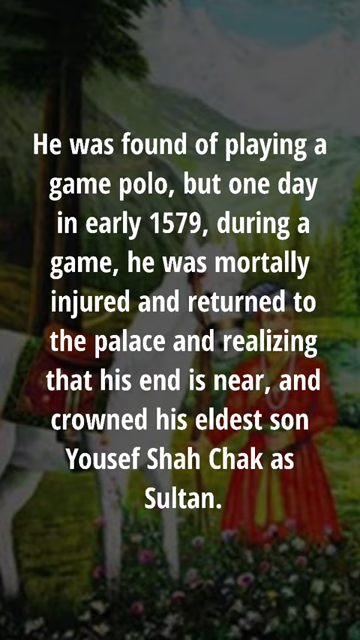 He was found of playing a
game polo, but one day
in early 1579, during a
game, he was mortally
injured and returned to
the palace and realizing
that his end is near, and
crowned his eldest son
Yousef Shah Chak as
Sultan.